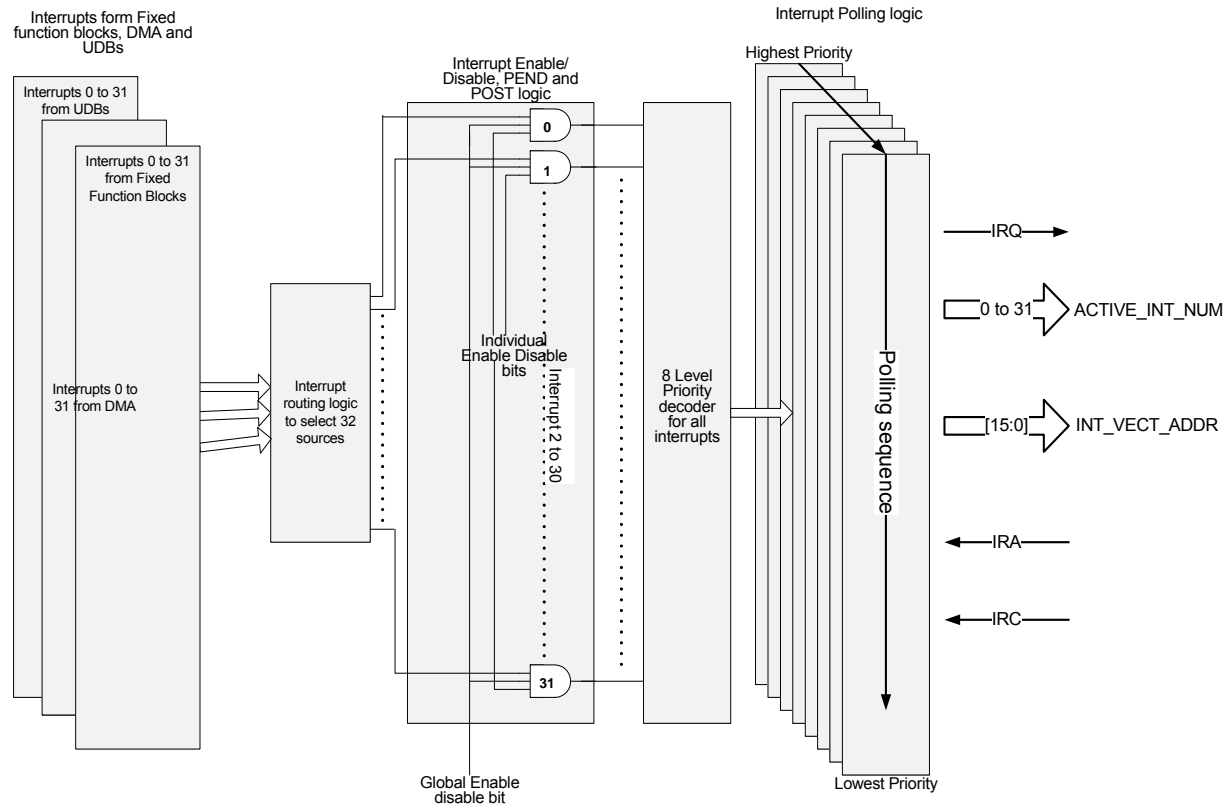 Interrupts form Fixed
function blocks, DMA and
UDBs
Interrupts 0 to 31
from UDBs
Interrupts 0 to 31
from Fixed
Function Blocks
Interrupts 0 to
31 from DMA
Interrupt
routing logic
to select 32
sources
Interrupt Enable/
Disable, PEND and
POST logic
0
1
Individual
Enable Disable
bits
Interrupt 2 to 30
31
Global Enable
disable bit
8 Level
Priority
decoder
for all
interrupts
Interrupt Polling logic
Highest Priority
Polling sequence
Lowest Priority
IRQ
0 to 31
ACTIVE_INT_NUM
[15:0]
INT_VECT_ADDR
IRA
IRC